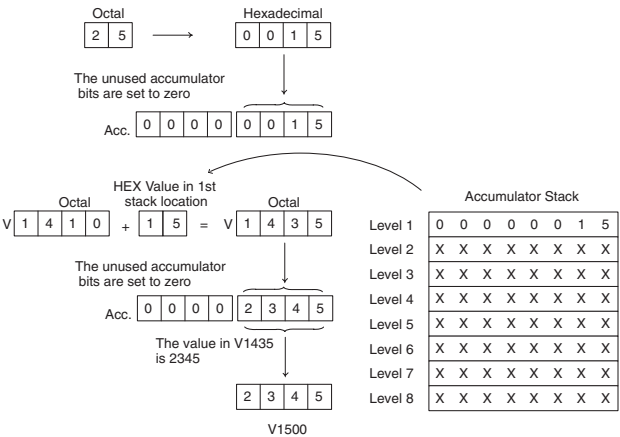 Octal
Hexadecimal
2 5
0 0 1 5
The unused accumulator
bits are set to zero
Acc. 0 0 0 0 0 0 1 5
HEX Value in 1st
stack location
Octal
Octal
V 1 4 1 0 + 1 5 = V 1 4 3 5
The unused accumulator
bits are set to zero
Acc. 0 0 0 0 2 3 4 5
The value in V1435
is 2345
2 3 4 5
V1500
Accumulator Stack
Level 1 0 0 0 0 0 0 1 5
Level 2 X X X X X X X X
Level 3 X X X X X X X X
Level 4 X X X X X X X X
Level 5 X X X X X X X X
Level 6 X X X X X X X X
Level 7 X X X X X X X X
Level 8 X X X X X X X X